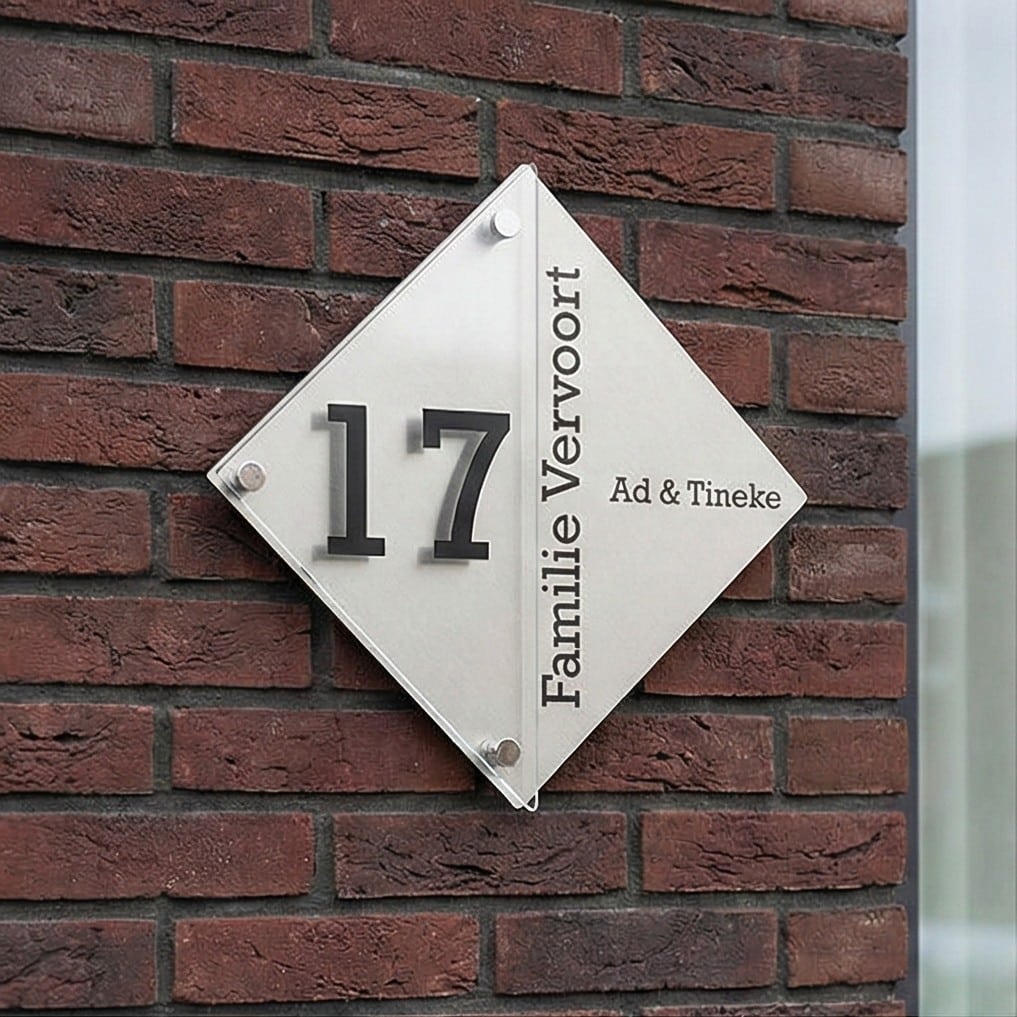 17
Familie Vervoort
Ad & Tineke